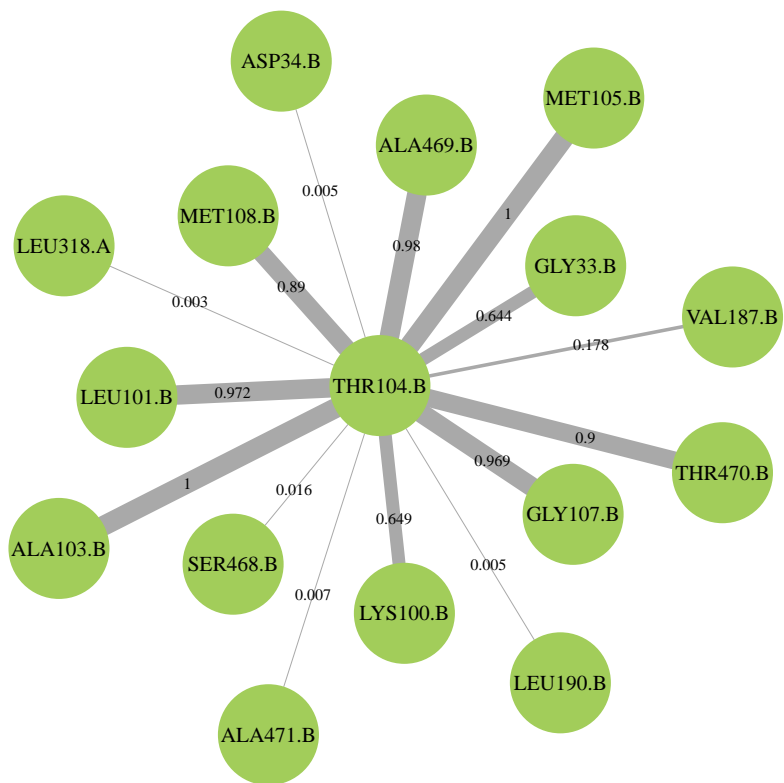 ASP34.B
MET105.B
ALA469.B
0.005
MET108.B
1
LEU318.A
0.98
GLY33.B
0.89
0.003
0.644
VAL187.B
0.178
THR104.B
LEU101.B
0.972
0.9
0.969
THR470.B
1
0.016
GLY107.B
0.649
ALA103.B
SER468.B
0.005
0.007
LYS100.B
LEU190.B
ALA471.B